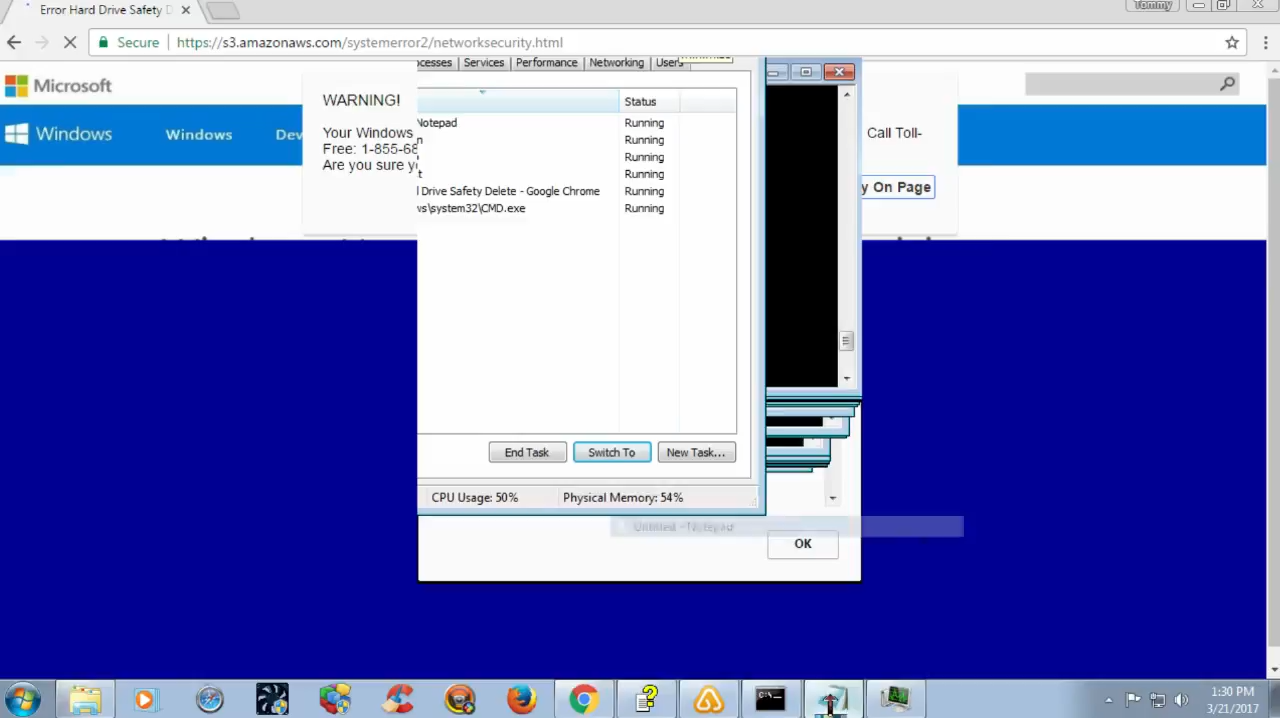 Error Hard Drive Safety D
Tommy
Secure
https://s3.amazonaws.com/systemerror2/networksecurity.html
Microsoft
Windows
Windows
Dev
WARNING!
Your Windows
Free: 1-855-68
Are you sure y
Call Toll-
y On Page
ocesses
Services
Performance
Networking
Users
Status
Notepad
Running
n
Running
Running
t
Running
l Drive Safety Delete - Google Chrome
Running
ws\system32\CMD.exe
Running
End Task
Switch To
New Task...
CPU Usage: 50%
Physical Memory: 54%
Untitled - Notepad
OK
C:\.
1:30 PM
3/21/2017